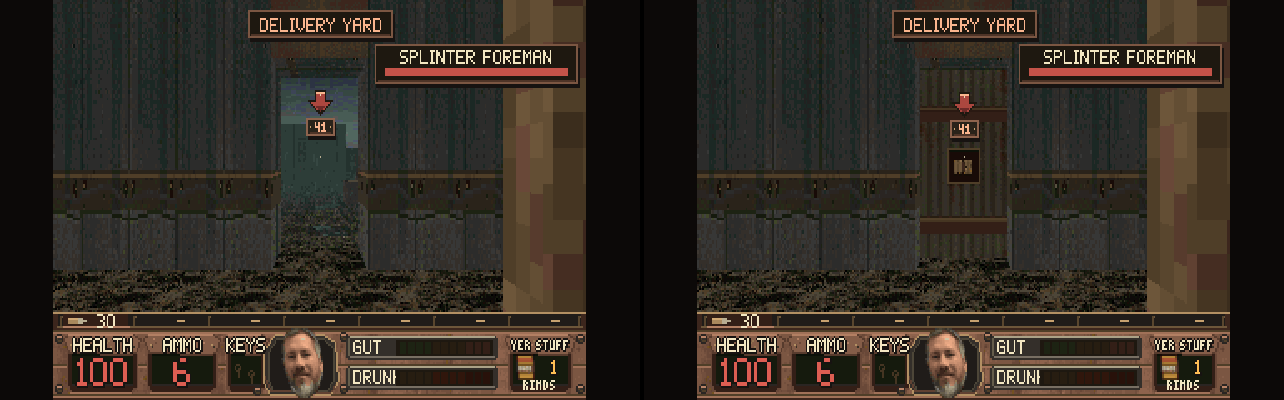 DELIVERY YARD
SPLINTER FOREMAN
41
30
HEALTH AMMO KEYS GUT YER STUFF
100 6 DRUNK 1
RINDS
DELIVERY YARD
SPLINTER FOREMAN
41
30
HEALTH AMMO KEYS GUT YER STUFF
100 6 DRUNK 1
RINDS